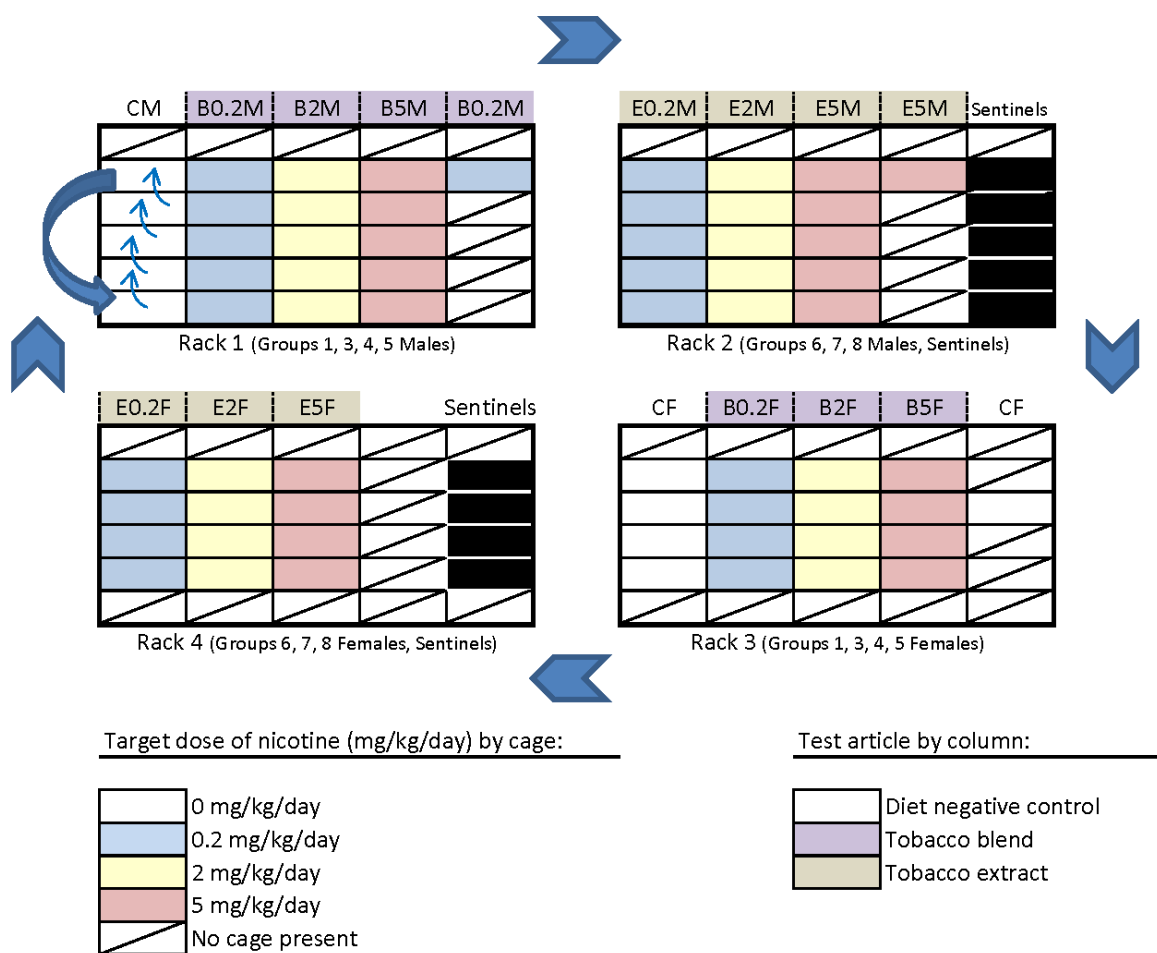 CM B0.2M B2M B5M B0.2M
E0.2M E2M E5M E5M Sentinels
Rack 1 (Groups 1, 3, 4, 5 Males)
Rack 2 (Groups 6, 7, 8 Males, Sentinels)
E0.2F E2F E5F Sentinels
CF B0.2F B2F B5F CF
Rack 4 (Groups 6, 7, 8 Females, Sentinels)
Rack 3 (Groups 1, 3, 4, 5 Females)
Target dose of nicotine (mg/kg/day) by cage:
0 mg/kg/day
0.2 mg/kg/day
2 mg/kg/day
5 mg/kg/day
No cage present
Test article by column:
Diet negative control
Tobacco blend
Tobacco extract